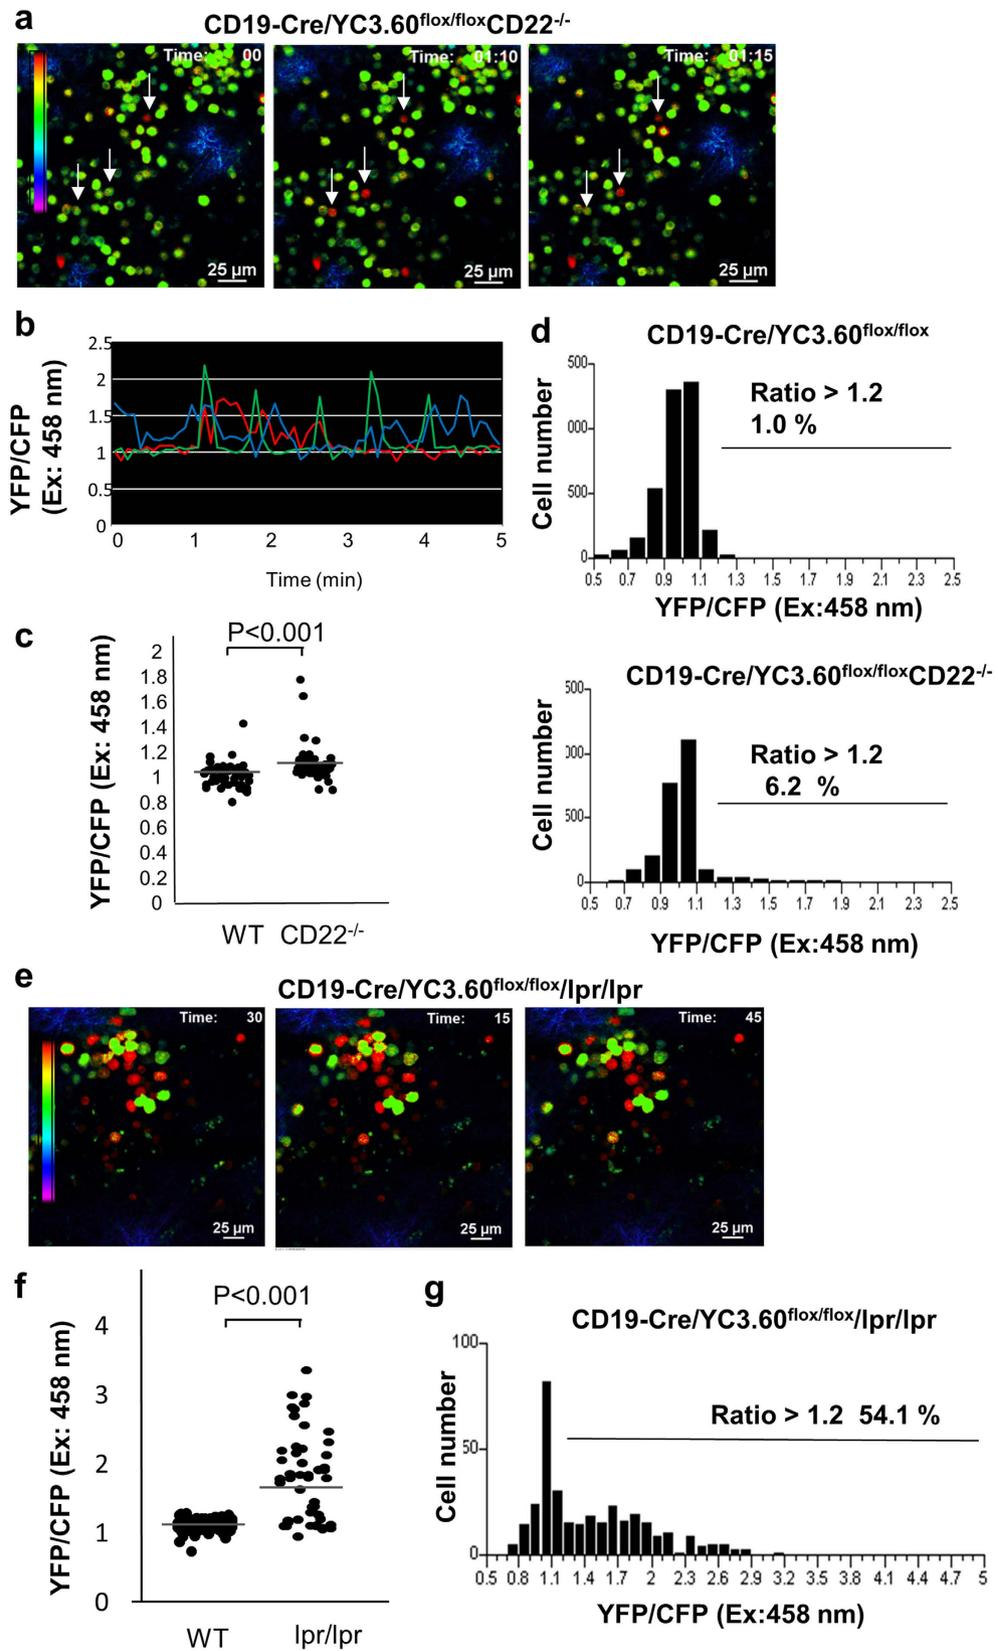 a
CD19-Cre/YC3.60flox/floxCD22-/-
Time: 00
Time: 01:10
Time: 01:15
25 µm
25 µm
25 µm
b
YFP/CFP
(Ex: 458 nm)
2.5
2
1.5
1
0.5
0
0 1 2 3 4 5
Time (min)
c
YFP/CFP (Ex: 458 nm)
P<0.001
2
1.8
1.6
1.4
1.2
1
0.8
0.6
0.4
0.2
0
WT CD22-/-
d
CD19-Cre/YC3.60flox/flox
Cell number
500
000
500
0
Ratio > 1.2
1.0 %
0.5 0.7 0.9 1.1 1.3 1.5 1.7 1.9 2.1 2.3 2.5
YFP/CFP (Ex:458 nm)
CD19-Cre/YC3.60flox/floxCD22-/-
Cell number
500
000
500
0
Ratio > 1.2
6.2 %
0.5 0.7 0.9 1.1 1.3 1.5 1.7 1.9 2.1 2.3 2.5
YFP/CFP (Ex:458 nm)
e
CD19-Cre/YC3.60flox/flox/lpr/lpr
Time: 30
Time: 15
Time: 45
25 µm
25 µm
25 µm
f
YFP/CFP (Ex: 458 nm)
P<0.001
4
3
2
1
0
WT lpr/lpr
g
CD19-Cre/YC3.60flox/flox/lpr/lpr
Cell number
100
50
0
Ratio > 1.2 54.1 %
0.5 0.8 1.1 1.4 1.7 2 2.3 2.6 2.9 3.2 3.5 3.8 4.1 4.4 4.7 5
YFP/CFP (Ex:458 nm)